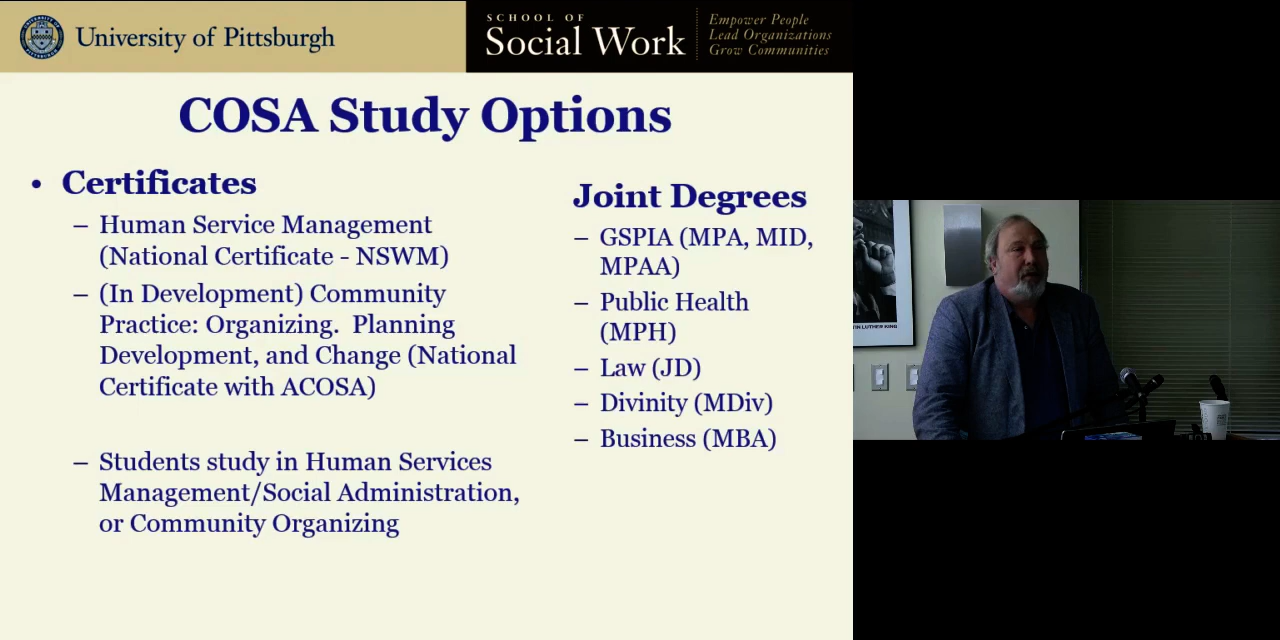 University of Pittsburgh
SCHOOL OF
Social Work
Empower People
Lead Organizations
Grow Communities
COSA Study Options
• Certificates
– Human Service Management
(National Certificate - NSWM)
– (In Development) Community
Practice: Organizing. Planning
Development, and Change (National
Certificate with ACOSA)
– Students study in Human Services
Management/Social Administration,
or Community Organizing
Joint Degrees
– GSPIA (MPA, MID,
MPAA)
– Public Health
(MPH)
– Law (JD)
– Divinity (MDiv)
– Business (MBA)
LUTHER KING